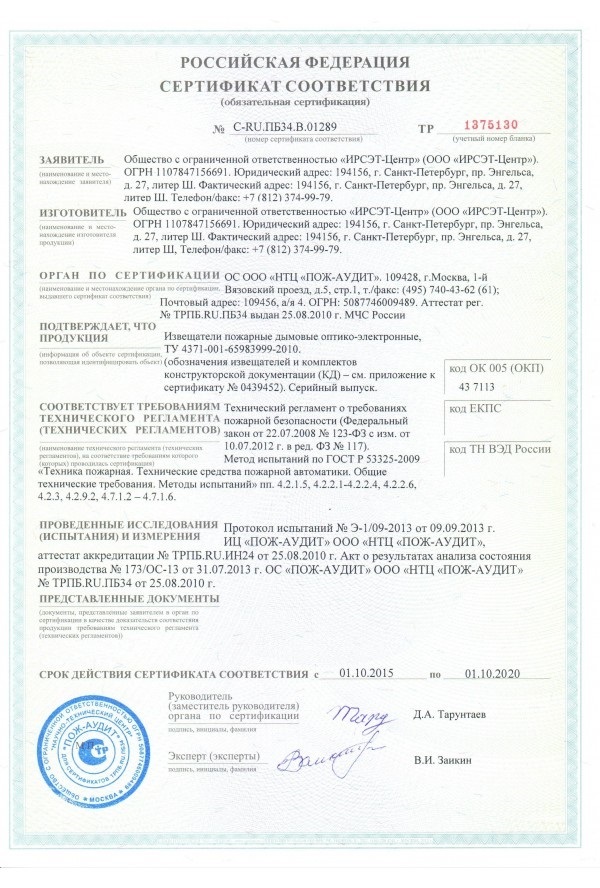 РОССИЙСКАЯ ФЕДЕРАЦИЯ
СЕРТИФИКАТ СООТВЕТСТВИЯ
(обязательная сертификация)
№ C-RU.ПБ34.В.01289 ТР 1375130
(номер сертификата соответствия) (учетный номер бланка)
ЗАЯВИТЕЛЬ Общество с ограниченной ответственностью «ИРСЭТ-Центр» (ООО «ИРСЭТ-Центр»).
(наименование и место- ОГРН 1107847156691. Юридический адрес: 194156, г. Санкт-Петербург, пр. Энгельса,
нахождение заявителя) д. 27, литер Ш. Фактический адрес: 194156, г. Санкт-Петербург, пр. Энгельса, д. 27,
литер Ш. Телефон/факс: +7 (812) 374-99-79.
ИЗГОТОВИТЕЛЬ Общество с ограниченной ответственностью «ИРСЭТ-Центр» (ООО «ИРСЭТ-Центр»).
(наименование и место- ОГРН 1107847156691. Юридический адрес: 194156, г. Санкт-Петербург, пр. Энгельса,
нахождение изготовителя д. 27, литер Ш. Фактический адрес: 194156, г. Санкт-Петербург, пр. Энгельса, д. 27,
продукции) литер Ш, Телефон/факс: +7 (812) 374-99-79.
ОРГАН ПО СЕРТИФИКАЦИИ ОС ООО «НТЦ «ПОЖ-АУДИТ». 109428, г.Москва, 1-й
(наименование и местонахождение органа по сертификации, Вязовский проезд, д.5, стр.1, т./факс: (495) 740-43-62 (61);
выдавшего сертификат соответствия) Почтовый адрес: 109456, а/я 4. ОГРН: 5087746009489. Аттестат рег.
№ ТРПБ.RU.ПБ34 выдан 25.08.2010 г. МЧС России
ПОДТВЕРЖДАЕТ, ЧТО
ПРОДУКЦИЯ Извещатели пожарные дымовые оптико-электронные,
(информация об объекте сертификации, ТУ 4371-001-65983999-2010.
позволяющая идентифицировать объект) (обозначения извещателей и комплектов
конструкторской документации (КД) – см. приложение к
сертификату № 0439452). Серийный выпуск.
код ОК 005 (ОКП)
43 7113
СООТВЕТСТВУЕТ ТРЕБОВАНИЯМ Технический регламент о требованиях
ТЕХНИЧЕСКОГО РЕГЛАМЕНТА пожарной безопасности (Федеральный
(ТЕХНИЧЕСКИХ РЕГЛАМЕНТОВ) закон от 22.07.2008 № 123-ФЗ с изм. от
(наименование технического регламента (технических 10.07.2012 г. в ред. ФЗ № 117).
регламентов), на соответствие требованиям которого Метод испытаний по ГОСТ Р 53325-2009
(которых) проводилась сертификация)
код ЕКПС
код ТН ВЭД России
«Техника пожарная. Технические средства пожарной автоматики. Общие
технические требования. Методы испытаний» пп. 4.2.1.5, 4.2.2.1-4.2.2.4, 4.2.2.6,
4.2.3, 4.2.9.2, 4.7.1.2 – 4.7.1.6.
ПРОВЕДЕННЫЕ ИССЛЕДОВАНИЯ Протокол испытаний № Э-1/09-2013 от 09.09.2013 г.
(ИСПЫТАНИЯ) И ИЗМЕРЕНИЯ ИЦ «ПОЖ-АУДИТ» ООО «НТЦ «ПОЖ-АУДИТ»,
аттестат аккредитации № ТРПБ.RU.ИН24 от 25.08.2010 г. Акт о результатах анализа состояния
производства № 173/ОС-13 от 31.07.2013 г. ОС «ПОЖ-АУДИТ» ООО «НТЦ «ПОЖ-АУДИТ»
№ ТРПБ.RU.ПБ34 от 25.08.2010 г.
ПРЕДСТАВЛЕННЫЕ ДОКУМЕНТЫ
(документы, представленные заявителем в орган по
сертификации в качестве доказательств соответствия
продукции требованиям технического регламента
(технических регламентов))
СРОК ДЕЙСТВИЯ СЕРТИФИКАТА СООТВЕТСТВИЯ с 01.10.2015 по 01.10.2020
Руководитель
(заместитель руководителя)
органа по сертификации Д.А. Тарутаев
подпись, инициалы, фамилия
Эксперт (эксперты) В.И. Заикин
подпись, инициалы, фамилия
М.П.
ОБЩЕСТВО С ОГРАНИЧЕННОЙ ОТВЕТСТВЕННОСТЬЮ ОГРН 5087746009489
"НАУЧНО-ТЕХНИЧЕСКИЙ ЦЕНТР"
"ПОЖ-АУДИТ"
ДЛЯ СЕРТИФИКАТОВ
МОСКВА